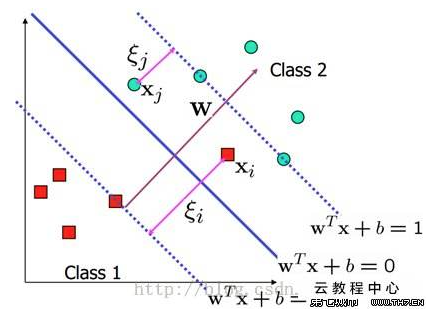 ξⱼ
Class 2
xⱼ
w
xᵢ
ξᵢ
wᵀx + b = 1
wᵀx + b = 0
Class 1
http://blog.csdn.
云教程中心
wᵀx + b = −